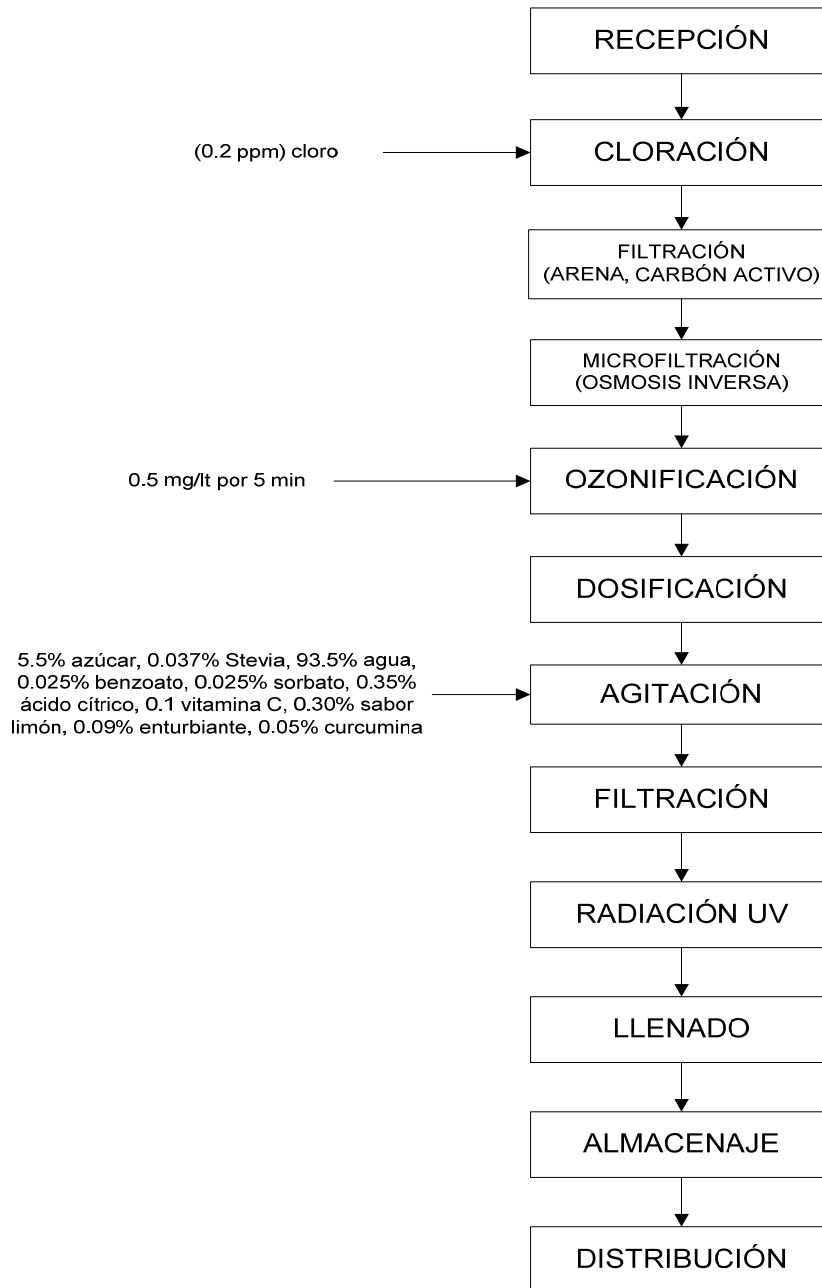 RECEPCIÓN
(0.2 ppm) cloro
CLORACIÓN
FILTRACIÓN
(ARENA, CARBÓN ACTIVO)
MICROFILTRACIÓN
(OSMOSIS INVERSA)
0.5 mg/lt por 5 min
OZONIFICACIÓN
DOSIFICACIÓN
5.5% azúcar, 0.037% Stevia, 93.5% agua,
0.025% benzoato, 0.025% sorbato, 0.35%
ácido cítrico, 0.1 vitamina C, 0.30% sabor
limón, 0.09% enturbiante, 0.05% curcumina
AGITACIÓN
FILTRACIÓN
RADIACIÓN UV
LLENADO
ALMACENAJE
DISTRIBUCIÓN